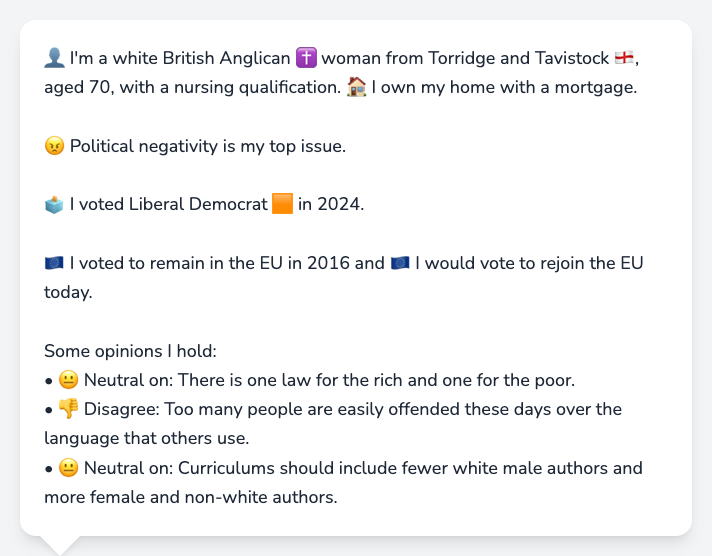 👤 I'm a white British Anglican ✝️ woman from Torridge and Tavistock 🏴󠁧󠁢󠁥󠁮󠁧󠁿,
aged 70, with a nursing qualification. 🏠 I own my home with a mortgage.
😠 Political negativity is my top issue.
🗳️ I voted Liberal Democrat 🟧 in 2024.
🇪🇺 I voted to remain in the EU in 2016 and 🇪🇺 I would vote to rejoin the EU
today.
Some opinions I hold:
• 😐 Neutral on: There is one law for the rich and one for the poor.
• 👎 Disagree: Too many people are easily offended these days over the
language that others use.
• 😐 Neutral on: Curriculums should include fewer white male authors and
more female and non-white authors.